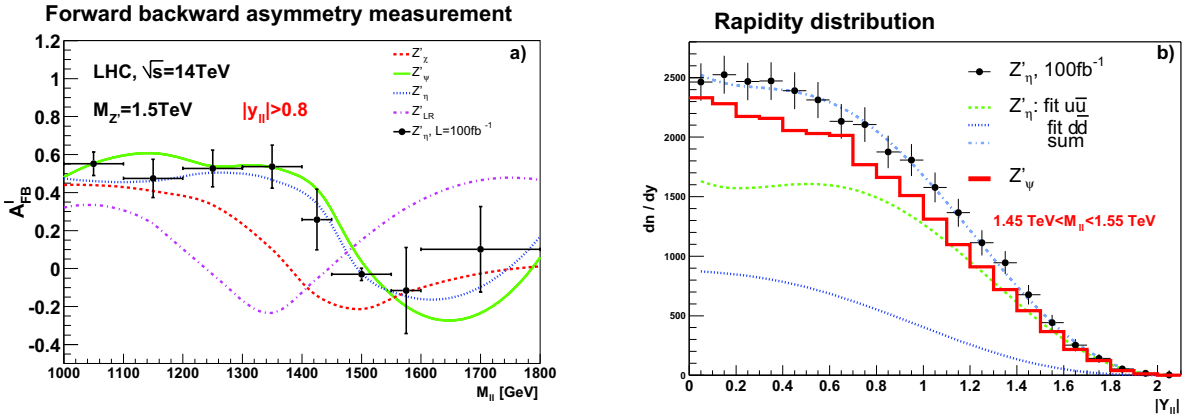 Forward backward asymmetry measurement
a)
LHC, √s=14TeV
M_Z'=1.5TeV
|y_ll|>0.8
Z'_χ
Z'_ψ
Z'_η
Z'_LR
Z'_η, L=100fb^-1
A^l_FB
1.2
1
0.8
0.6
0.4
0.2
0
-0.2
-0.4
1000 1100 1200 1300 1400 1500 1600 1700 1800
M_ll [GeV]
Rapidity distribution
b)
Z'_η, 100fb^-1
Z'_η: fit uu̅
fit dd̅
sum
Z'_ψ
1.45 TeV<M_ll<1.55 TeV
dn / dy
2500
2000
1500
1000
500
0
0 0.2 0.4 0.6 0.8 1 1.2 1.4 1.6 1.8 2
|Y_ll|